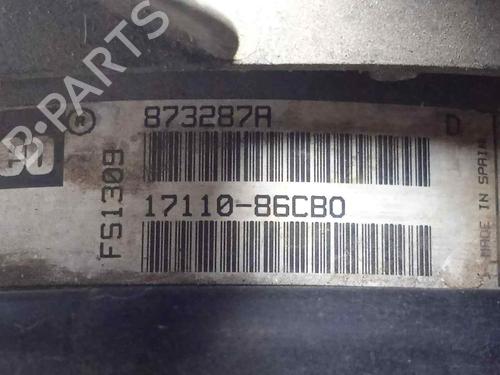 873287A
D
FS1309
17110-86CB0
MADE IN SPAIN
B-PARTS